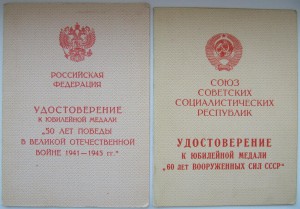 РОССИЙСКАЯ
ФЕДЕРАЦИЯ
УДОСТОВЕРЕНИЕ
К ЮБИЛЕЙНОЙ МЕДАЛИ
„50 ЛЕТ ПОБЕДЫ
В ВЕЛИКОЙ ОТЕЧЕСТВЕННОЙ
ВОЙНЕ 1941—1945 гг."
СОЮЗ
СОВЕТСКИХ
СОЦИАЛИСТИЧЕСКИХ
РЕСПУБЛИК
УДОСТОВЕРЕНИЕ
К ЮБИЛЕЙНОЙ МЕДАЛИ
„60 ЛЕТ ВООРУЖЕННЫХ СИЛ СССР"